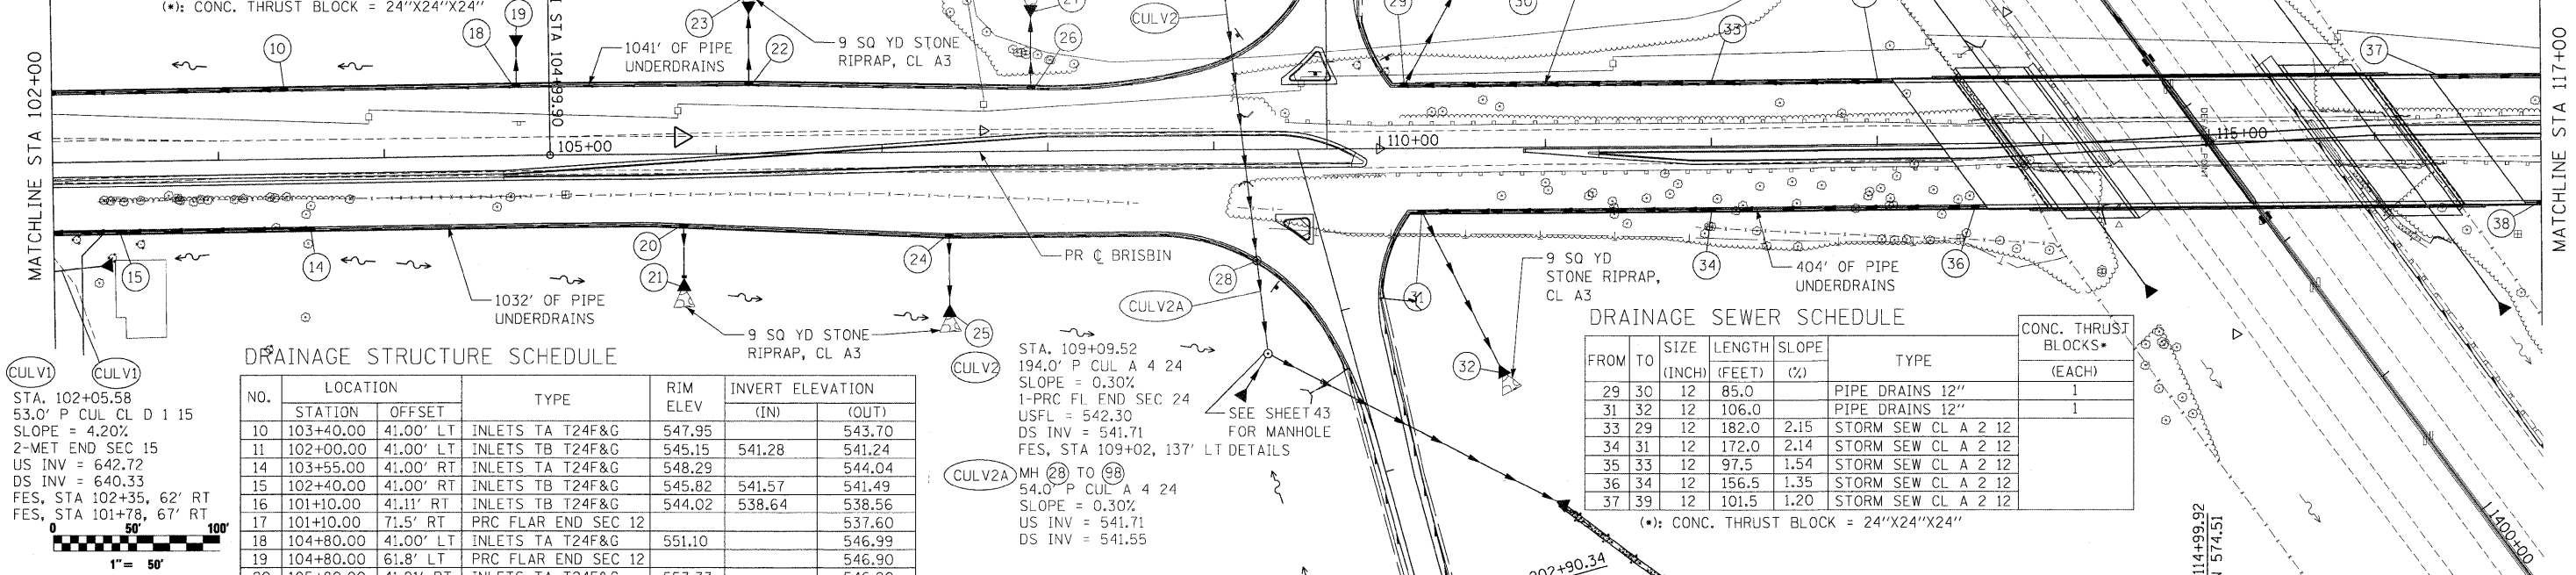 (*): CONC. THRUST BLOCK = 24"X24"X24"
MATCHLINE STA 102+00
MATCHLINE STA 117+00
STA 104+99.90
10
18
19
23
22
1041' OF PIPE
UNDERDRAINS
9 SQ YD STONE
RIPRAP, CL A3
26
CULV2
29
30
33
37
105+00
110+00
115+00
15
14
20
21
24
25
28
31
32
34
36
38
1032' OF PIPE
UNDERDRAINS
9 SQ YD STONE
RIPRAP, CL A3
PR ℄ BRISBIN
CULV2A
9 SQ YD
STONE RIPRAP,
CL A3
404' OF PIPE
UNDERDRAINS
SEE SHEET 43
FOR MANHOLE
DETAILS
CULV1
CULV1
STA. 102+05.58
53.0' P CUL CL D 1 15
SLOPE = 4.20%
2-MET END SEC 15
US INV = 642.72
DS INV = 640.33
FES, STA 102+35, 62' RT
FES, STA 101+78, 67' RT
0 50' 100'
1"= 50'
DRAINAGE STRUCTURE SCHEDULE
NO. LOCATION TYPE RIM ELEV INVERT ELEVATION
STATION OFFSET (IN) (OUT)
10 103+40.00 41.00' LT INLETS TA T24F&G 547.95 543.70
11 102+00.00 41.00' LT INLETS TB T24F&G 545.15 541.28 541.24
14 103+55.00 41.00' RT INLETS TA T24F&G 548.29 544.04
15 102+40.00 41.00' RT INLETS TB T24F&G 545.82 541.57 541.49
16 101+10.00 41.11' RT INLETS TB T24F&G 544.02 538.64 538.56
17 101+10.00 71.5' RT PRC FLAR END SEC 12 537.60
18 104+80.00 41.00' LT INLETS TA T24F&G 551.10 546.99
19 104+80.00 61.8' LT PRC FLAR END SEC 12 546.90
CULV2
STA. 109+09.52
194.0' P CUL A 4 24
SLOPE = 0.30%
1-PRC FL END SEC 24
USFL = 542.30
DS INV = 541.71
FES, STA 109+02, 137' LT
CULV2A
MH 28 TO 98
54.0' P CUL A 4 24
SLOPE = 0.30%
US INV = 541.71
DS INV = 541.55
DRAINAGE SEWER SCHEDULE
FROM TO SIZE (INCH) LENGTH (FEET) SLOPE (%) TYPE CONC. THRUST BLOCKS* (EACH)
29 30 12 85.0 PIPE DRAINS 12" 1
31 32 12 106.0 PIPE DRAINS 12" 1
33 29 12 182.0 2.15 STORM SEW CL A 2 12
34 31 12 172.0 2.14 STORM SEW CL A 2 12
35 33 12 97.5 1.54 STORM SEW CL A 2 12
36 34 12 156.5 1.35 STORM SEW CL A 2 12
37 39 12 101.5 1.20 STORM SEW CL A 2 12
(*): CONC. THRUST BLOCK = 24"X24"X24"
114+99.92
574.51
1400+00